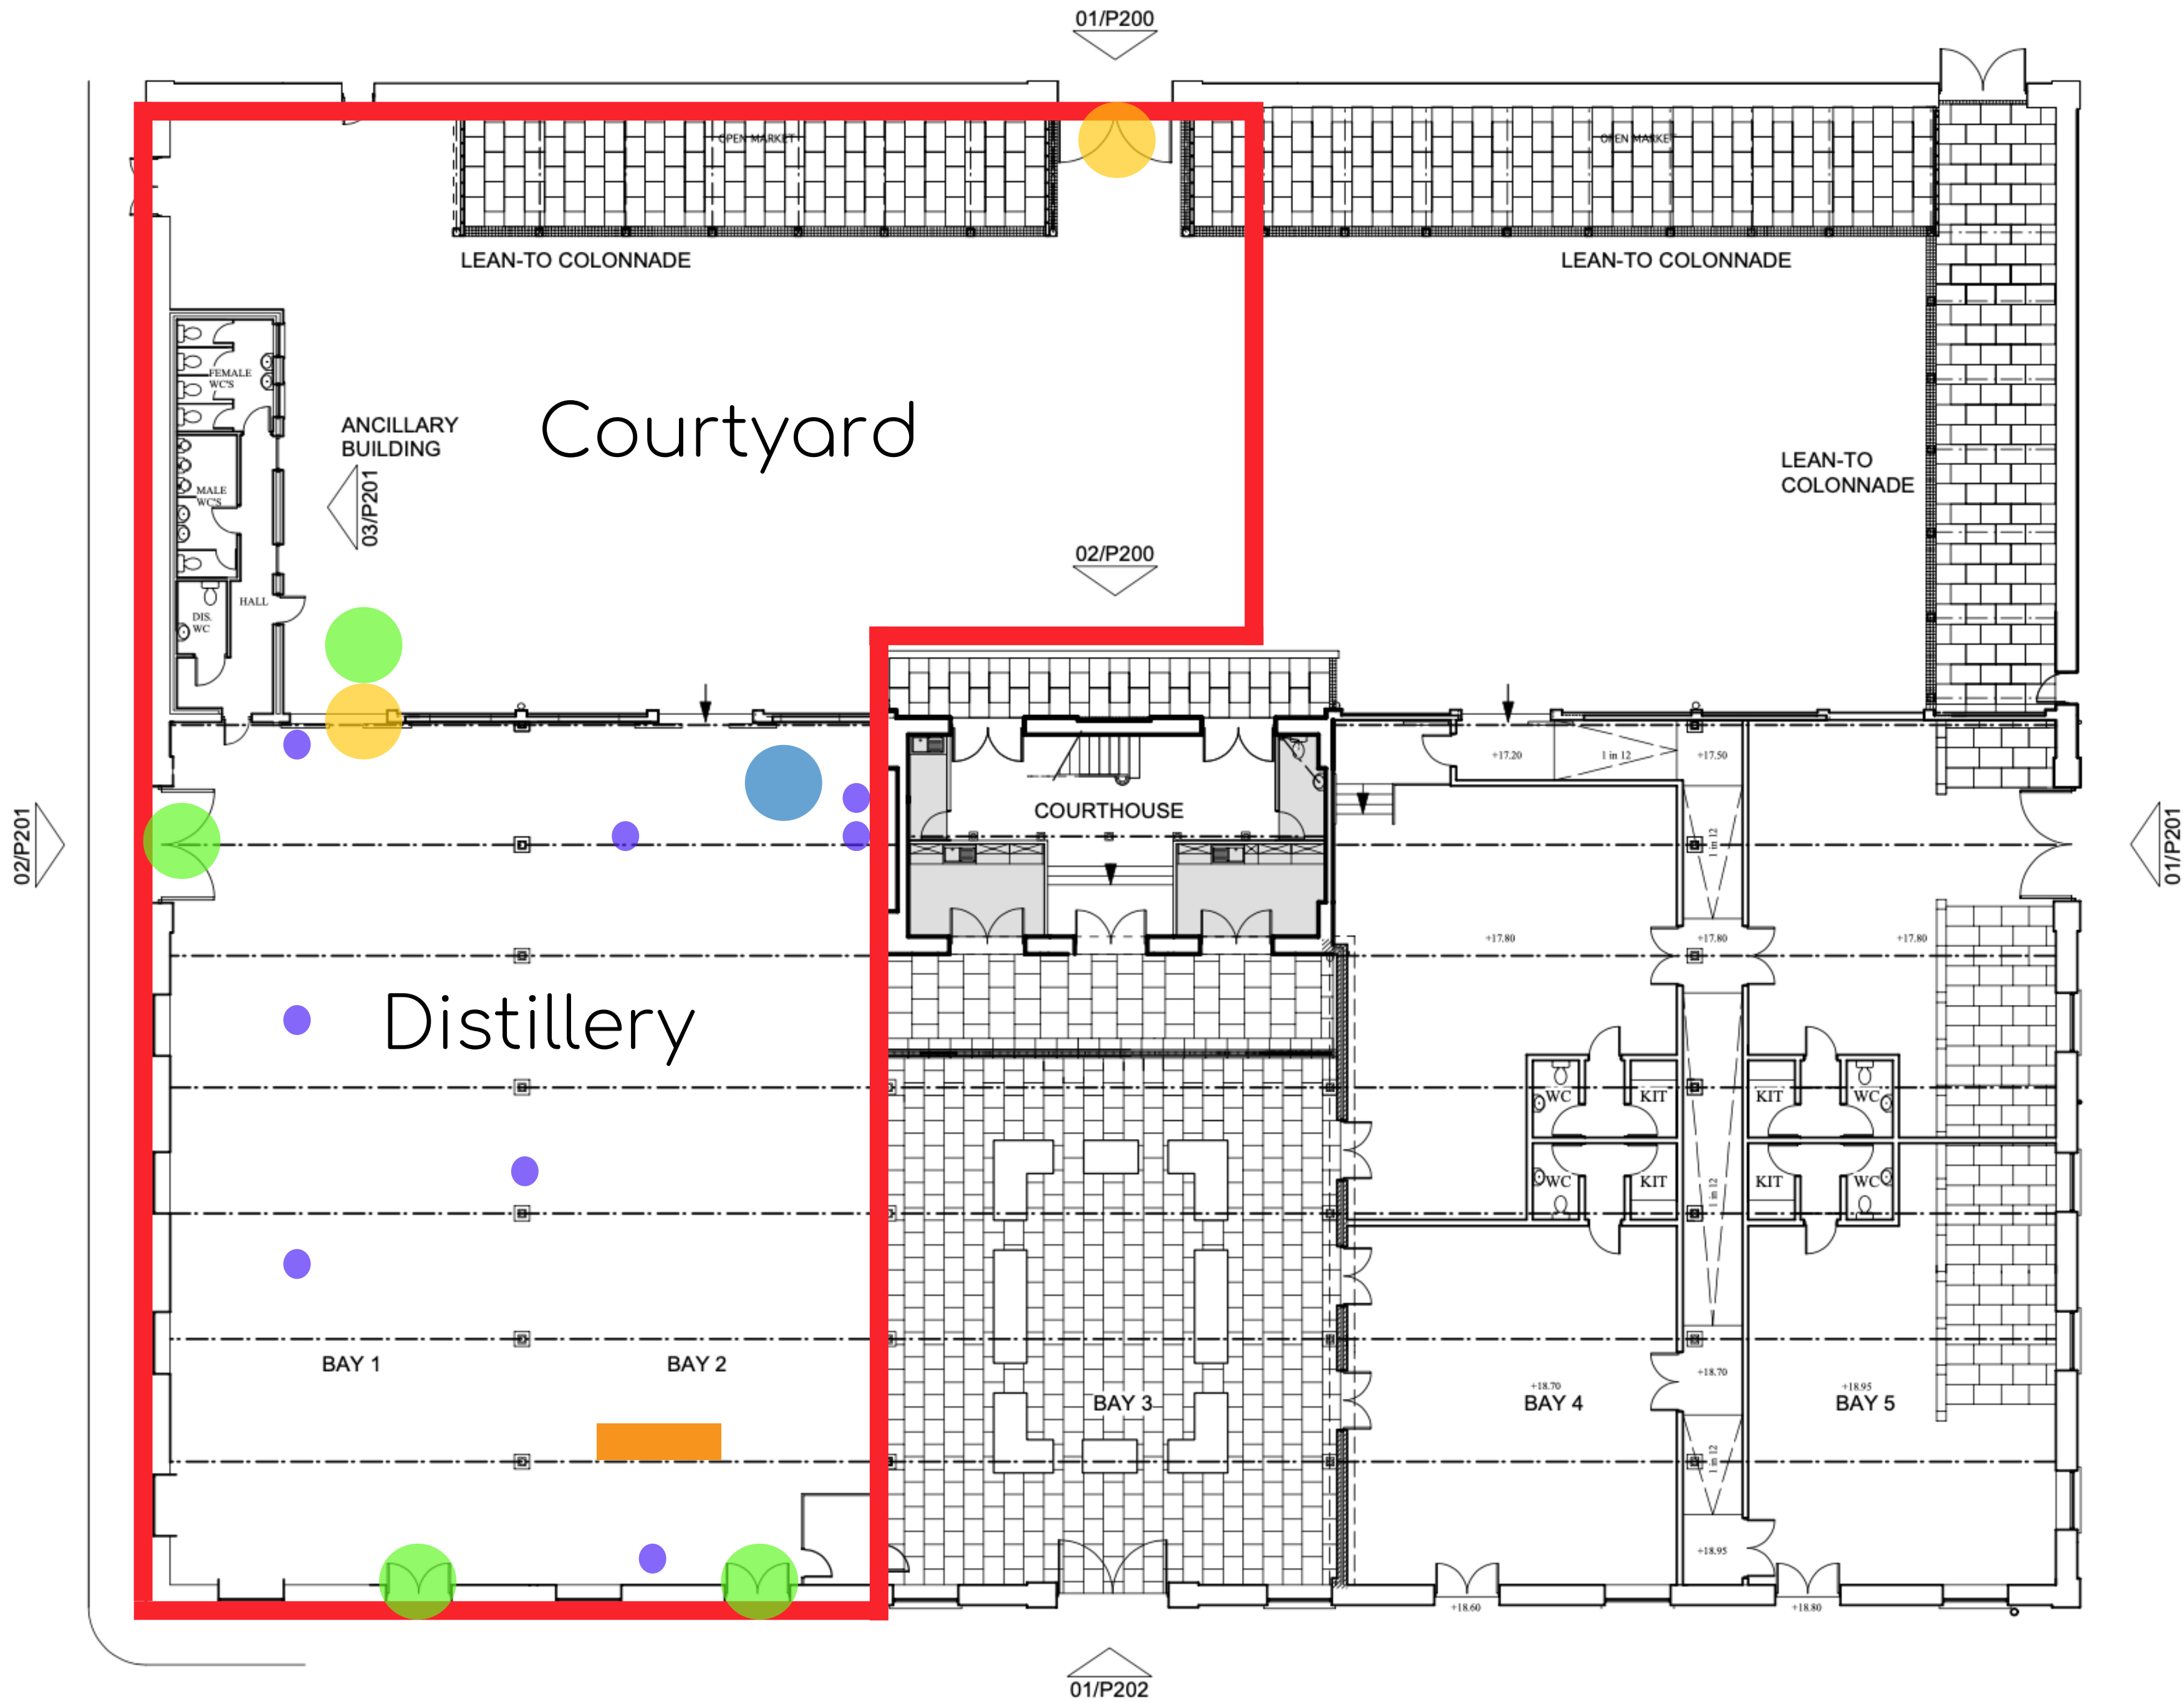 01/P200
OPEN MARKET
OPEN MARKET
LEAN-TO COLONNADE
LEAN-TO COLONNADE
FEMALE
WC'S
ANCILLARY
BUILDING
Courtyard
LEAN-TO
COLONNADE
MALE
WC'S
03/P201
02/P200
HALL
DIS.
WC
+17.20
1 in 12
+17.50
COURTHOUSE
02/P201
01/P201
1 in 12
+17.80
+17.80
+17.80
Distillery
WC
KIT
KIT
WC
WC
KIT
KIT
WC
1 in 12
BAY 1
BAY 2
+18.70
+18.70
+18.95
BAY 3
BAY 4
BAY 5
1 in 12
+18.95
+18.60
+18.80
01/P202